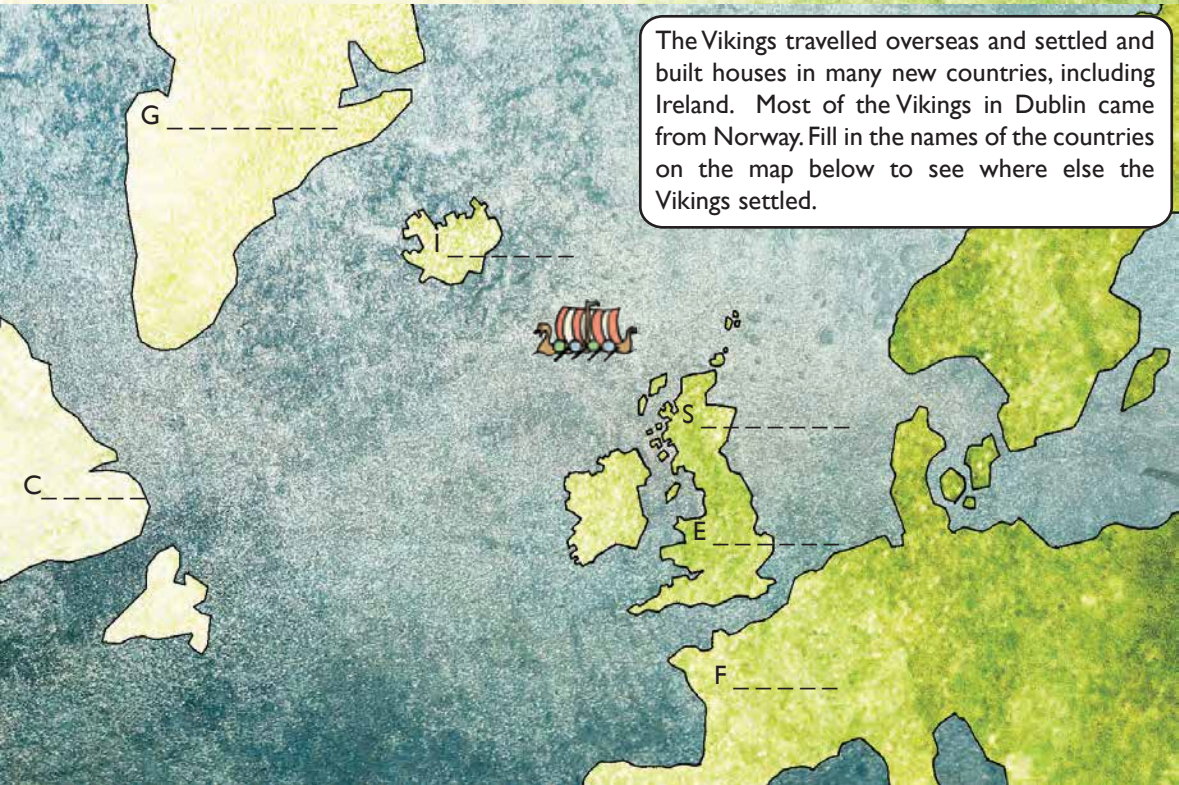 The Vikings travelled overseas and settled and
built houses in many new countries, including
Ireland. Most of the Vikings in Dublin came
from Norway. Fill in the names of the countries
on the map below to see where else the
Vikings settled.
G _ _ _ _ _ _ _ _
I _ _ _ _ _ _
S _ _ _ _ _ _ _
C _ _ _ _ _
E _ _ _ _ _ _
F _ _ _ _ _